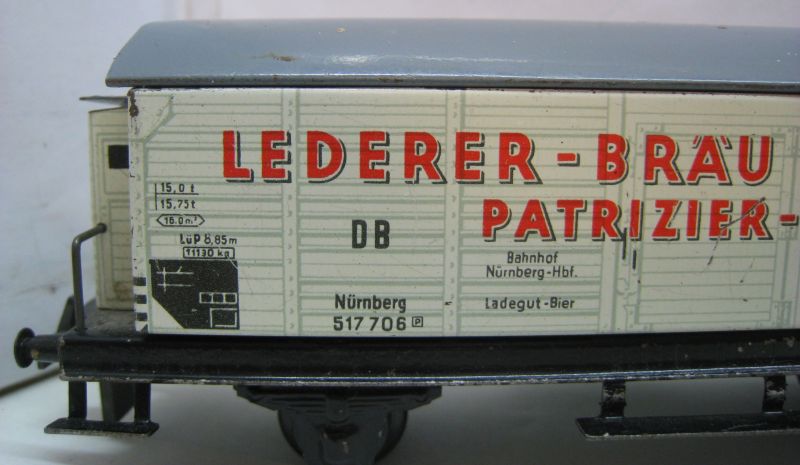 LEDERER-BRÄU
PATRIZIER-
15,0 t
15,75 t
16.0 m²
LüP 8,85m
11130 kg
DB
Bahnhof
Nürnberg-Hbf.
Nürnberg
517 706 P
Ladegut-Bier